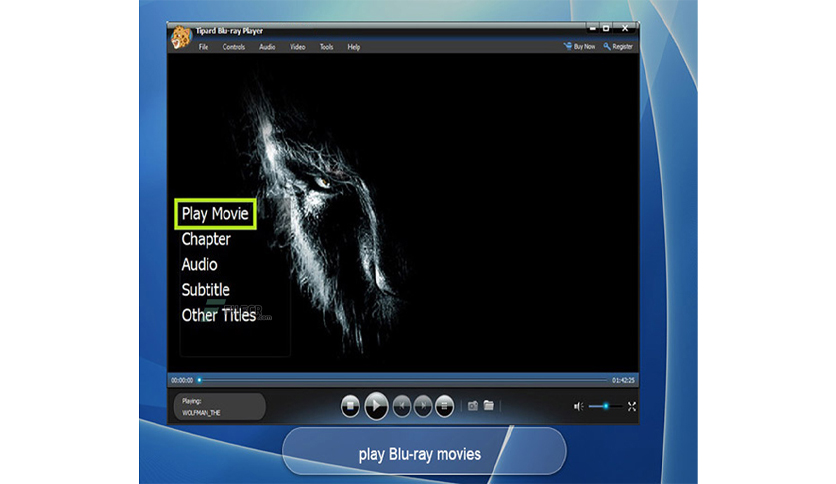 Tipard Blu-ray Player
File Controls Audio Video Tools Help Buy Now Register
Play Movie
Chapter
Audio
Subtitle
Other Titles
00:00:00 01:42:25
Playing:
WOLFMAN_THE
play Blu-ray movies